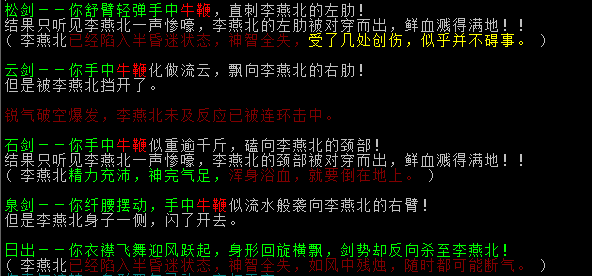 松剑－－你舒臂轻弹手中牛鞭，直刺李燕北的左肋！
结果只听见李燕北一声惨嚎，李燕北的左肋被对穿而出，鲜血溅得满地！！
( 李燕北已经陷入半昏迷状态，神智全失，受了几处创伤，似乎并不碍事。 )
云剑－－你手中牛鞭化做流云，飘向李燕北的右肋！
但是被李燕北挡开了。
锐气破空爆发，李燕北未及反应已被连环击中。
石剑－－你手中牛鞭似重逾千斤，磕向李燕北的颈部！
结果只听见李燕北一声惨嚎，李燕北的颈部被对穿而出，鲜血溅得满地！！
( 李燕北精力充沛，神完气足，浑身浴血，就要倒在地上。 )
泉剑－－你纤腰摆动，手中牛鞭似流水般袭向李燕北的右臂！
但是李燕北身子一侧，闪了开去。
日出－－你衣襟飞舞迎风跃起，身形回旋横飘，剑势却反向杀至李燕北！
( 李燕北已经陷入半昏迷状态，神智全失，如风中残烛，随时都可能断气。 )